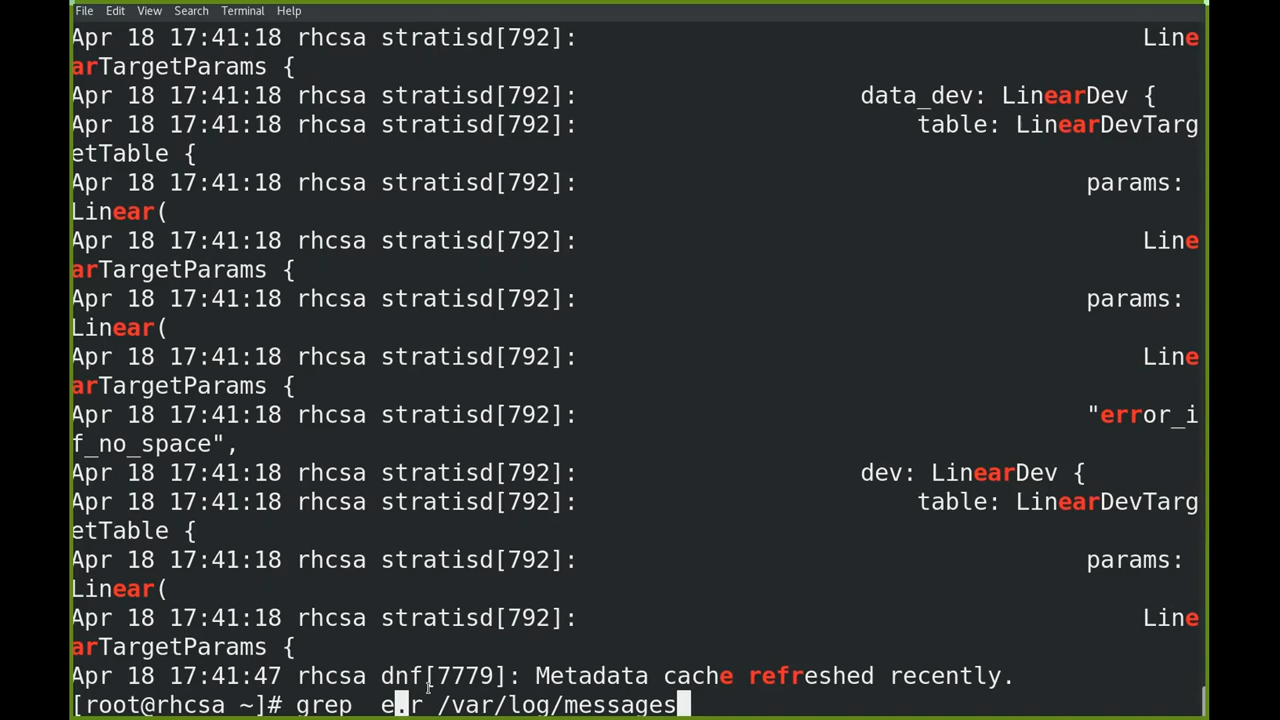 File Edit View Search Terminal Help
Apr 18 17:41:18 rhcsa stratisd[792]: Line
arTargetParams {
Apr 18 17:41:18 rhcsa stratisd[792]: data_dev: LinearDev {
Apr 18 17:41:18 rhcsa stratisd[792]: table: LinearDevTarg
etTable {
Apr 18 17:41:18 rhcsa stratisd[792]: params:
Linear(
Apr 18 17:41:18 rhcsa stratisd[792]: Line
arTargetParams {
Apr 18 17:41:18 rhcsa stratisd[792]: params:
Linear(
Apr 18 17:41:18 rhcsa stratisd[792]: Line
arTargetParams {
Apr 18 17:41:18 rhcsa stratisd[792]: "error_i
f_no_space",
Apr 18 17:41:18 rhcsa stratisd[792]: dev: LinearDev {
Apr 18 17:41:18 rhcsa stratisd[792]: table: LinearDevTarg
etTable {
Apr 18 17:41:18 rhcsa stratisd[792]: params:
Linear(
Apr 18 17:41:18 rhcsa stratisd[792]: Line
arTargetParams {
Apr 18 17:41:47 rhcsa dnf[7779]: Metadata cache refreshed recently.
[root@rhcsa ~]# grep  e.r /var/log/messages